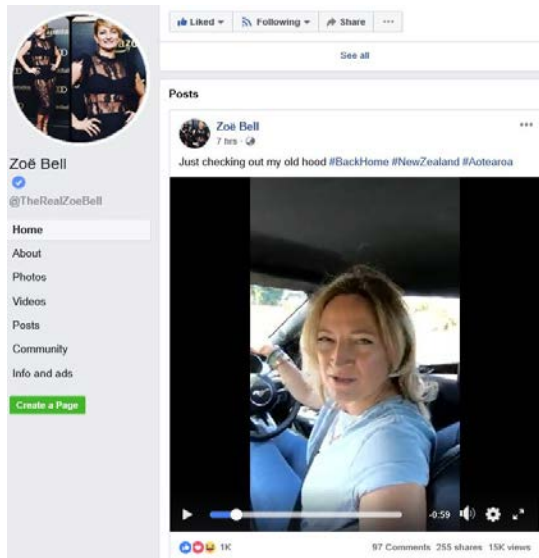 Liked
Following
Share
See all
Posts
Zoë Bell
7 hrs
Just checking out my old hood #BackHome #NewZealand #Aotearoa
Zoë Bell
@TheRealZoeBell
Home
About
Photos
Videos
Posts
Community
Info and ads
Create a Page
-0:59
1K
97 Comments 255 shares 15K views